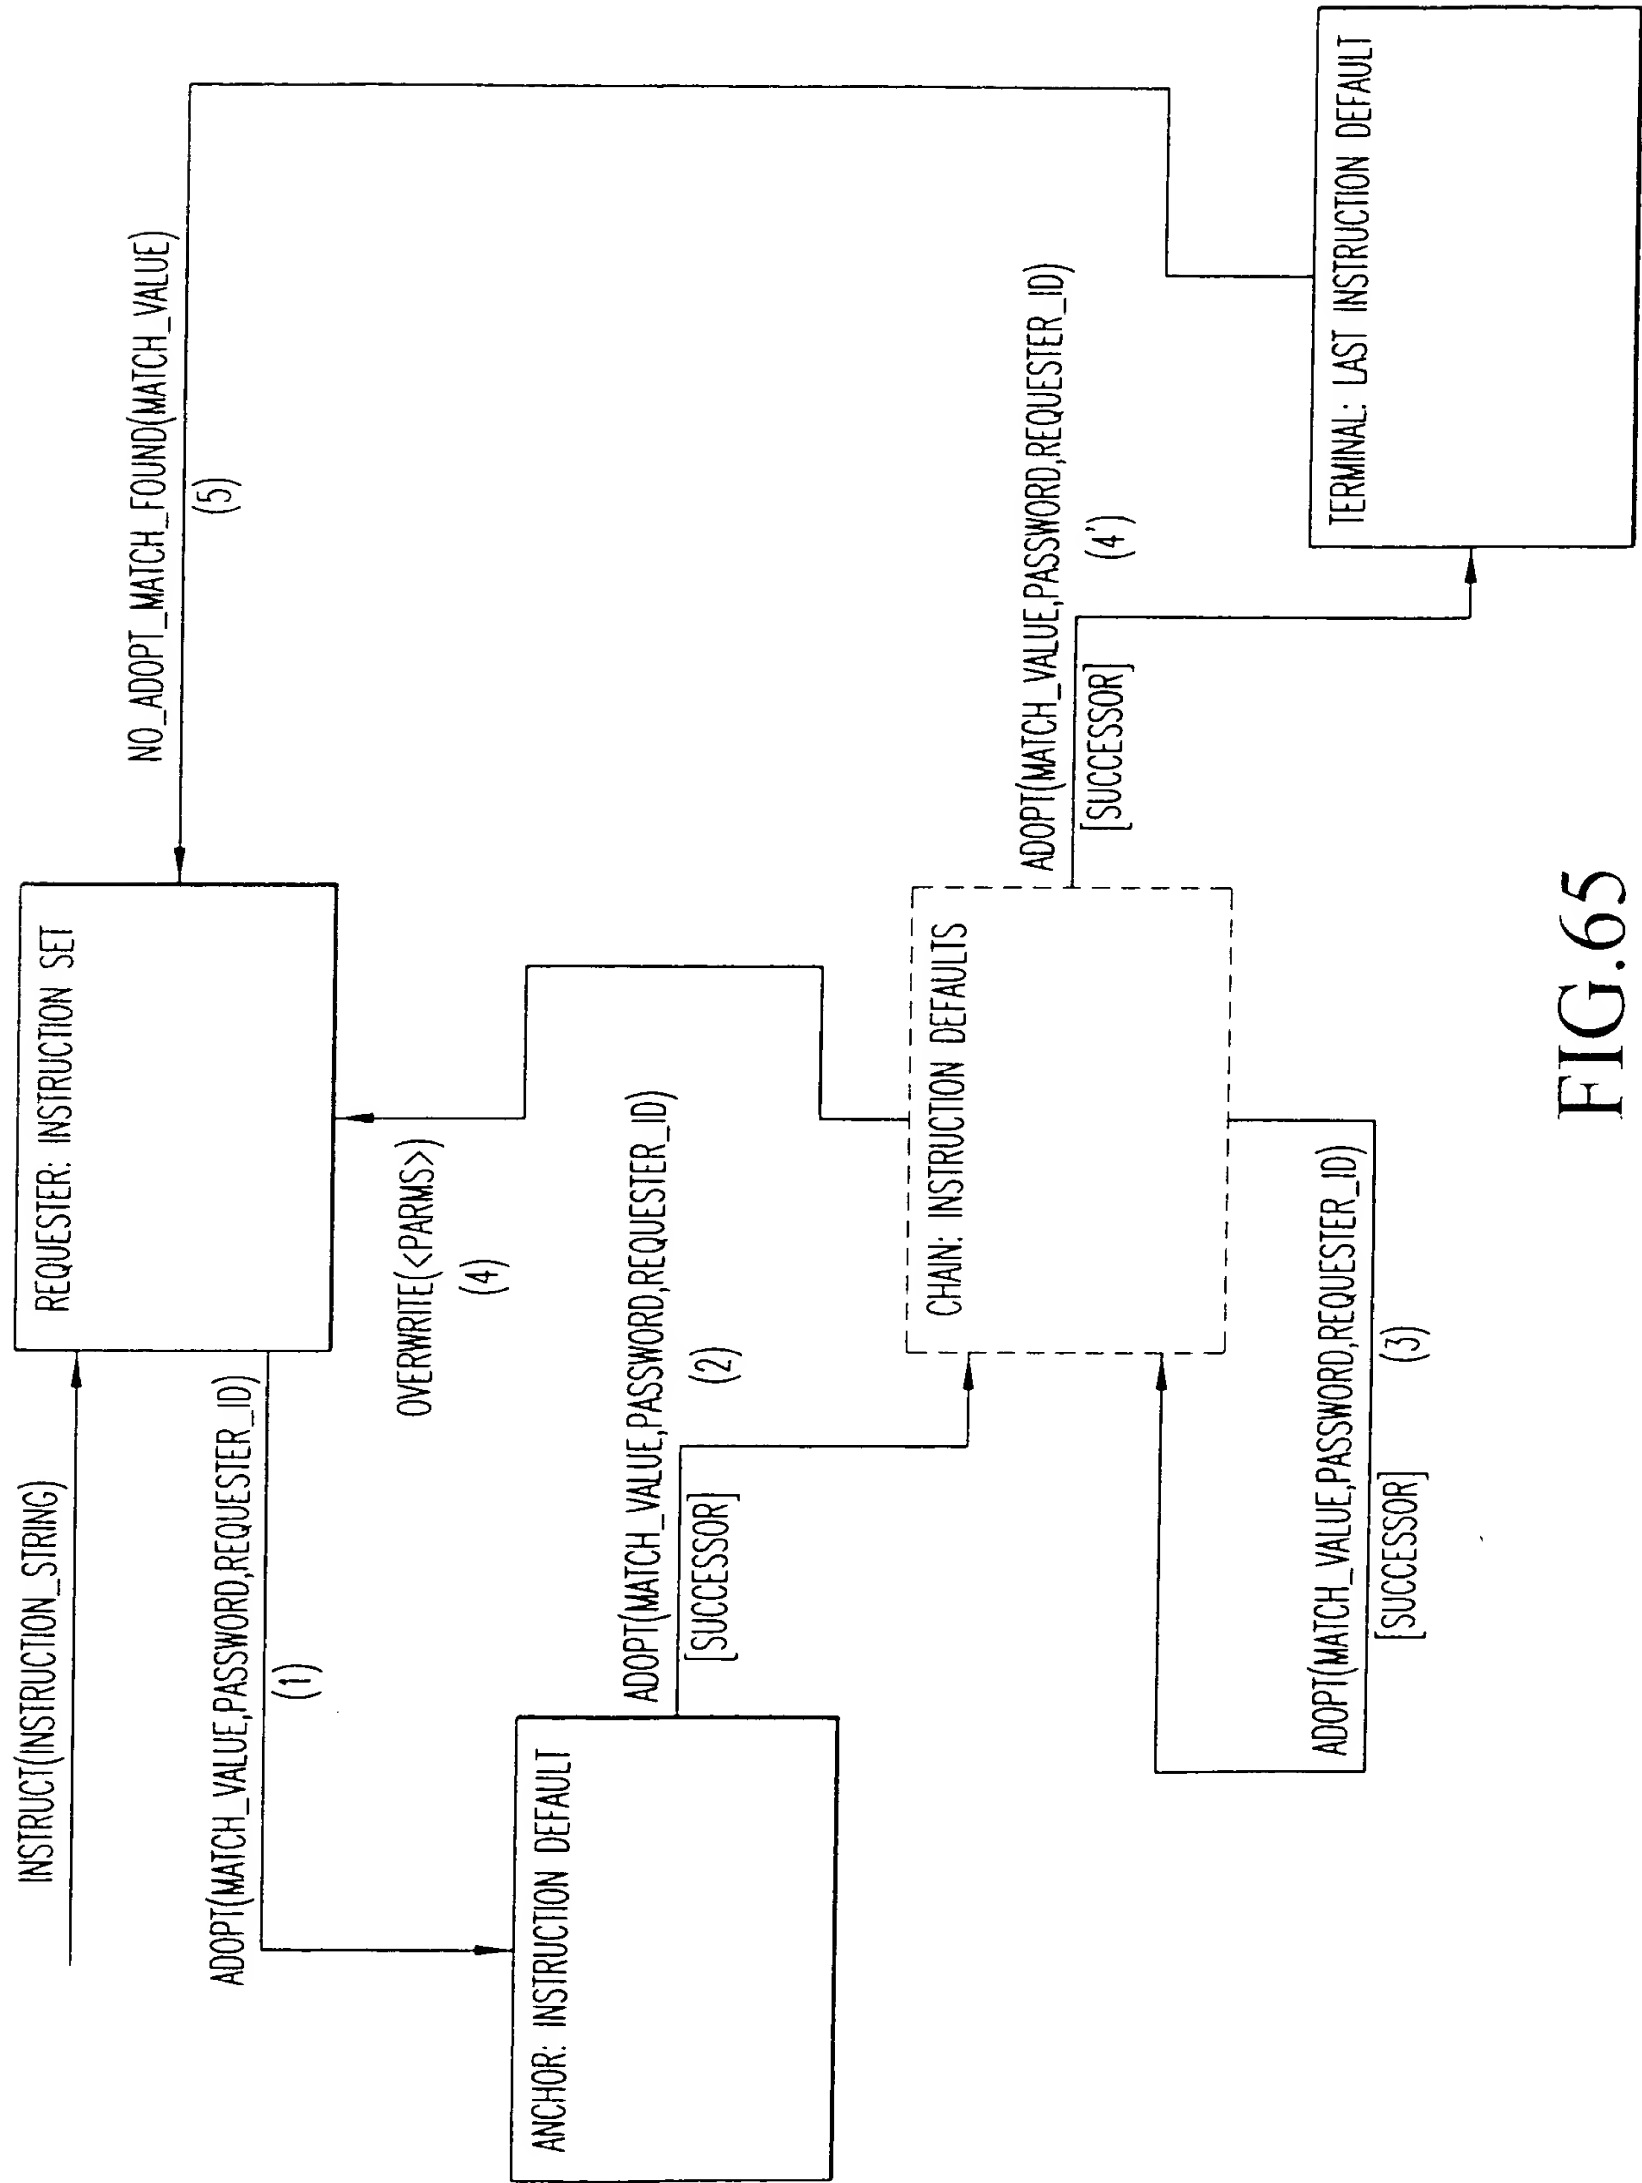 INSTRUCT(INSTRUCTION_STRING)
REQUESTER: INSTRUCTION SET
NO_ADOPT_MATCH_FOUND(MATCH_VALUE)
(5)
ADOPT(MATCH_VALUE,PASSWORD,REQUESTER_ID)
(1)
OVERWRITE(<PARMS>)
(4)
ANCHOR: INSTRUCTION DEFAULT
ADOPT(MATCH_VALUE,PASSWORD,REQUESTER_ID)
(2)
[SUCCESSOR]
CHAIN: INSTRUCTION DEFAULTS
ADOPT(MATCH_VALUE,PASSWORD,REQUESTER_ID)
(4')
[SUCCESSOR]
ADOPT(MATCH_VALUE,PASSWORD,REQUESTER_ID)
(3)
[SUCCESSOR]
TERMINAL: LAST INSTRUCTION DEFAULT
FIG.65